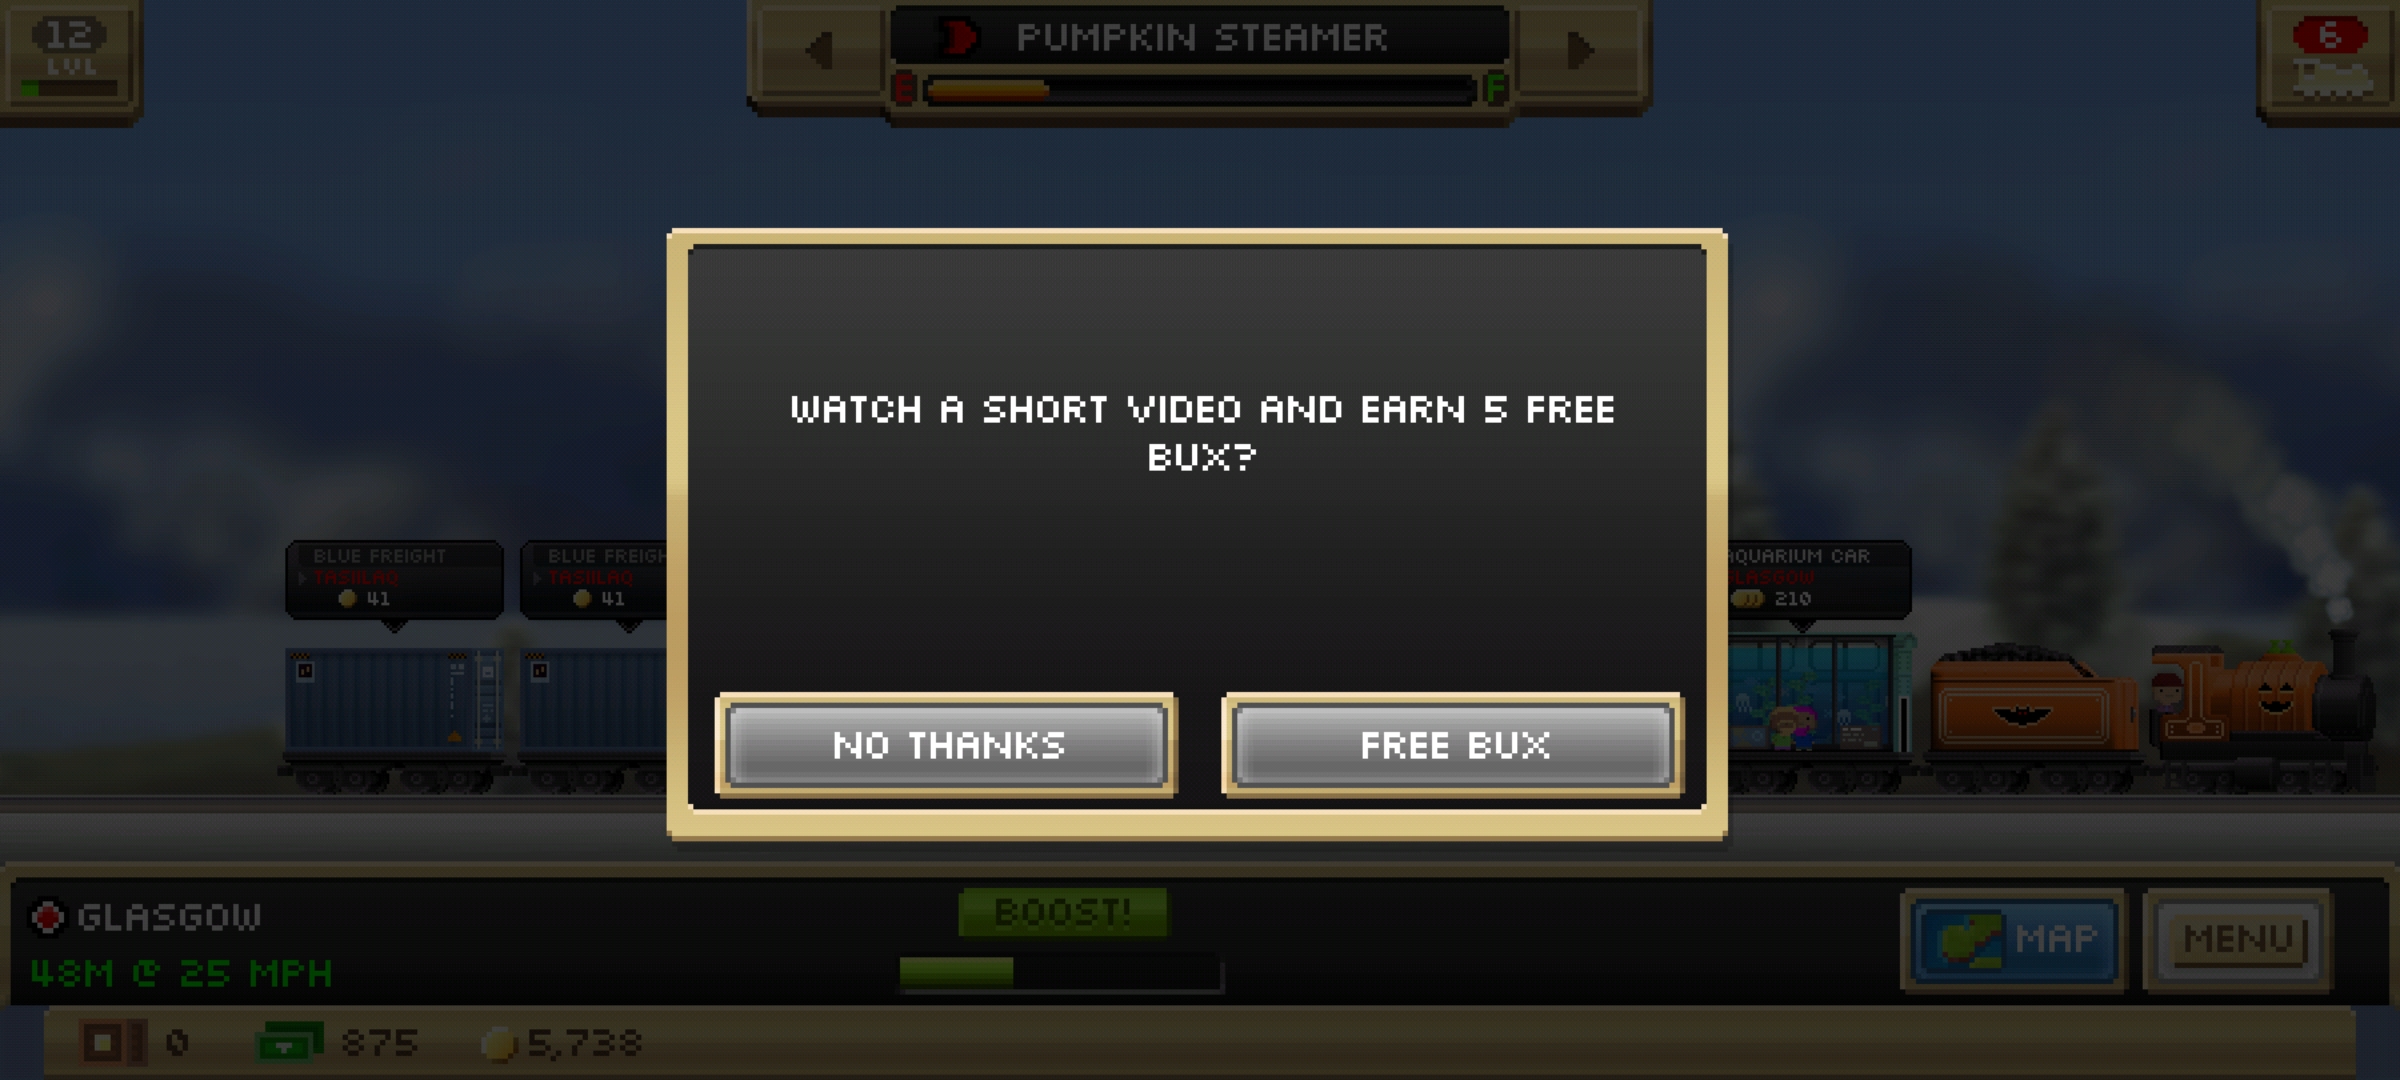 12
LVL
PUMPKIN STEAMER
E
F
6
WATCH A SHORT VIDEO AND EARN 5 FREE
BUX?
NO THANKS
FREE BUX
BLUE FREIGHT
TASIILAQ
41
BLUE FREIGH
TASIILAQ
41
AQUARIUM CAR
GLASGOW
210
GLASGOW
48M @ 25 MPH
BOOST!
MAP
MENU
0
875
5,738